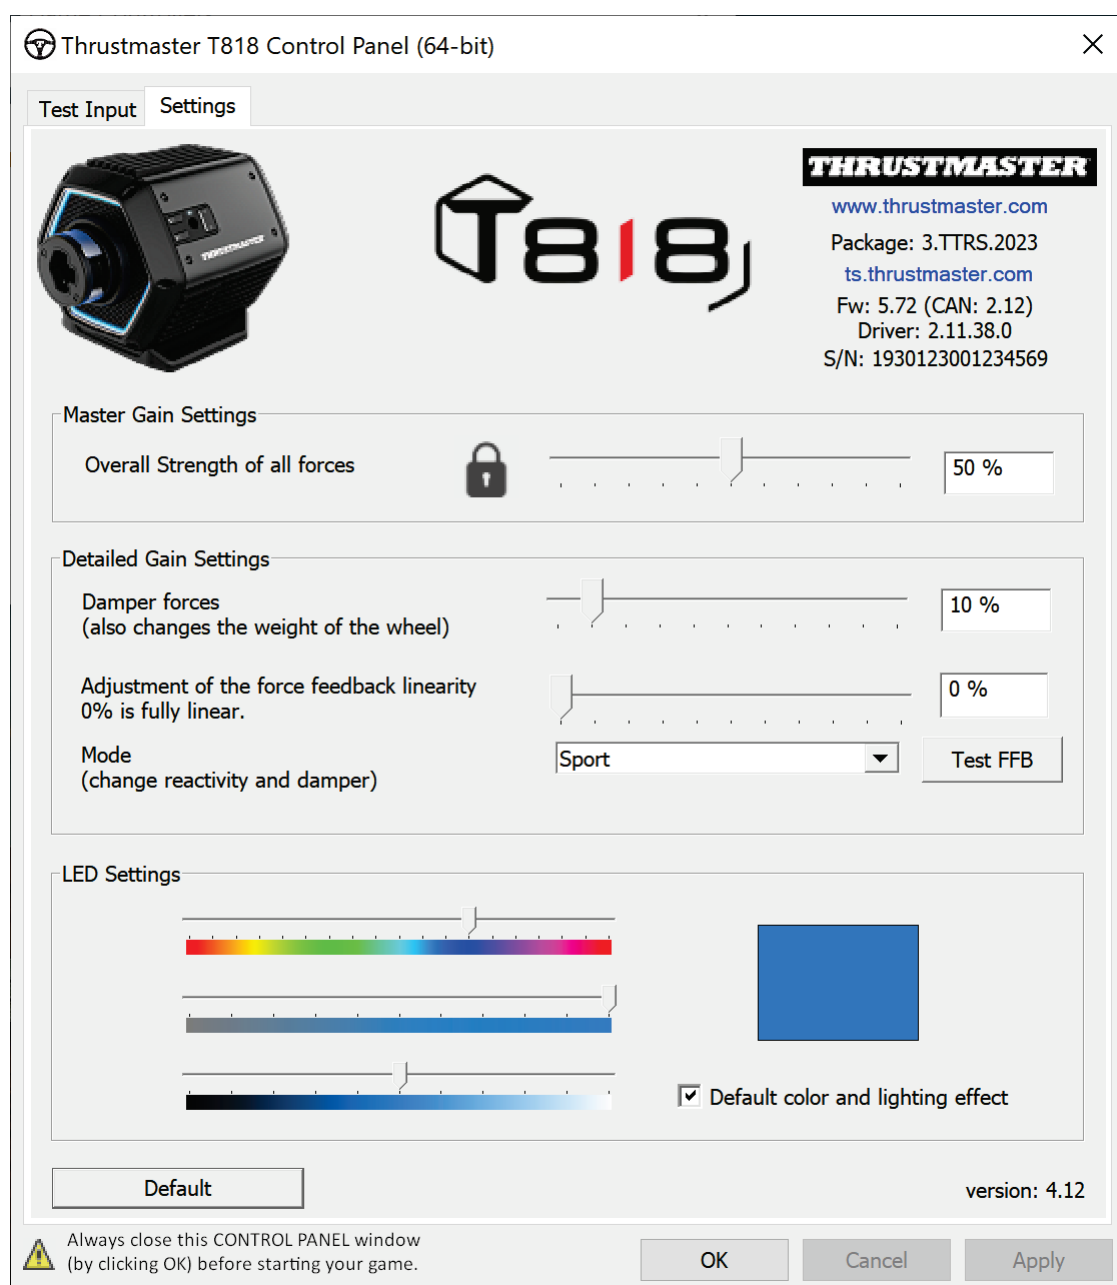 Thrustmaster T818 Control Panel (64-bit)
Test Input
Settings
THRUSTMASTER
T818
THRUSTMASTER
www.thrustmaster.com
Package: 3.TTRS.2023
ts.thrustmaster.com
Fw: 5.72 (CAN: 2.12)
Driver: 2.11.38.0
S/N: 1930123001234569
Master Gain Settings
Overall Strength of all forces
50 %
Detailed Gain Settings
Damper forces
(also changes the weight of the wheel)
10 %
Adjustment of the force feedback linearity
0% is fully linear.
0 %
Mode
(change reactivity and damper)
Sport
Test FFB
LED Settings
Default color and lighting effect
Default
version: 4.12
Always close this CONTROL PANEL window
(by clicking OK) before starting your game.
OK
Cancel
Apply